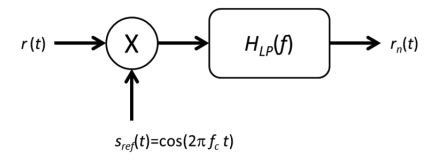 r(t)
X
H_LP(f)
r_n(t)
s_ref(t)=cos(2π f_c t)